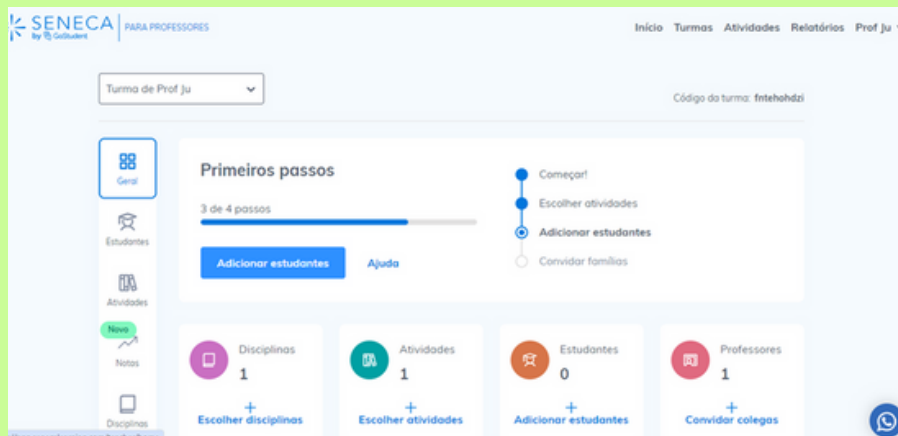 SENECA
by GoStudent
PARA PROFESSORES
Início Turmas Atividades Relatórios Prof Ju
Turma de Prof Ju
Código da turma: fntehohdzi
Geral
Estudantes
Atividades
Novo
Notas
Disciplinas
Primeiros passos
3 de 4 passos
Adicionar estudantes Ajuda
Começar!
Escolher atividades
Adicionar estudantes
Convidar famílias
Disciplinas
1
+
Escolher disciplinas
Atividades
1
+
Escolher atividades
Estudantes
0
+
Adicionar estudantes
Professores
1
+
Convidar colegas